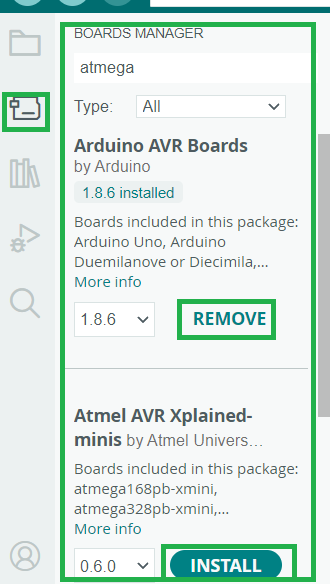 BOARDS MANAGER
atmega
Type: All
Arduino AVR Boards
by Arduino
1.8.6 installed
Boards included in this package:
Arduino Uno, Arduino
Duemilanove or Diecimila,...
More info
1.8.6 REMOVE
Atmel AVR Xplained-
minis by Atmel Univers...
Boards included in this package:
atmega168pb-xmini,
atmega328pb-xmini,...
More info
0.6.0 INSTALL